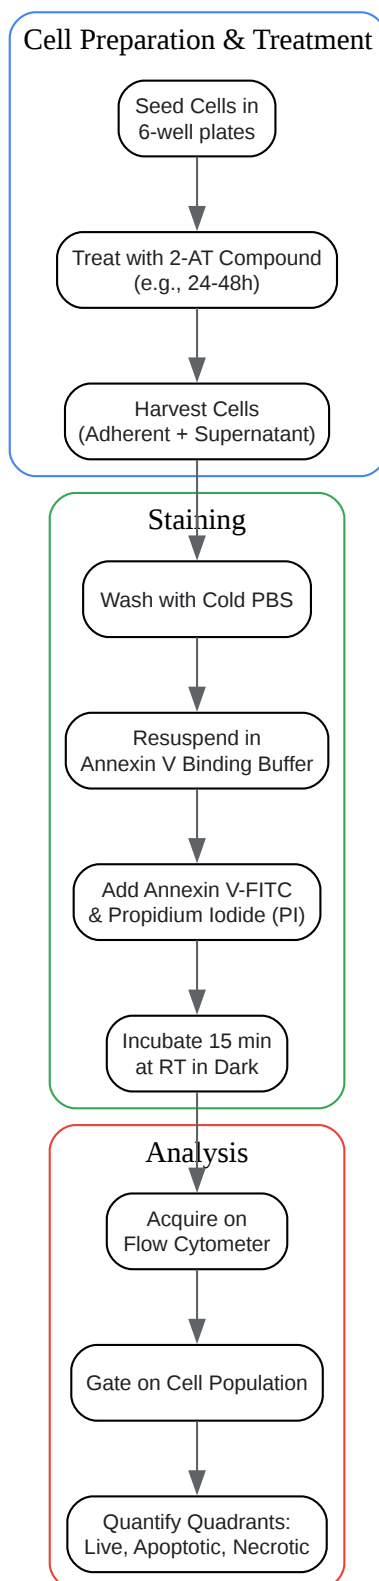 Cell Preparation & Treatment
Seed Cells in
6-well plates
Treat with 2-AT Compound
(e.g., 24-48h)
Harvest Cells
(Adherent + Supernatant)
Staining
Wash with Cold PBS
Resuspend in
Annexin V Binding Buffer
Add Annexin V-FITC
& Propidium Iodide (PI)
Incubate 15 min
at RT in Dark
Analysis
Acquire on
Flow Cytometer
Gate on Cell Population
Quantify Quadrants:
Live, Apoptotic, Necrotic